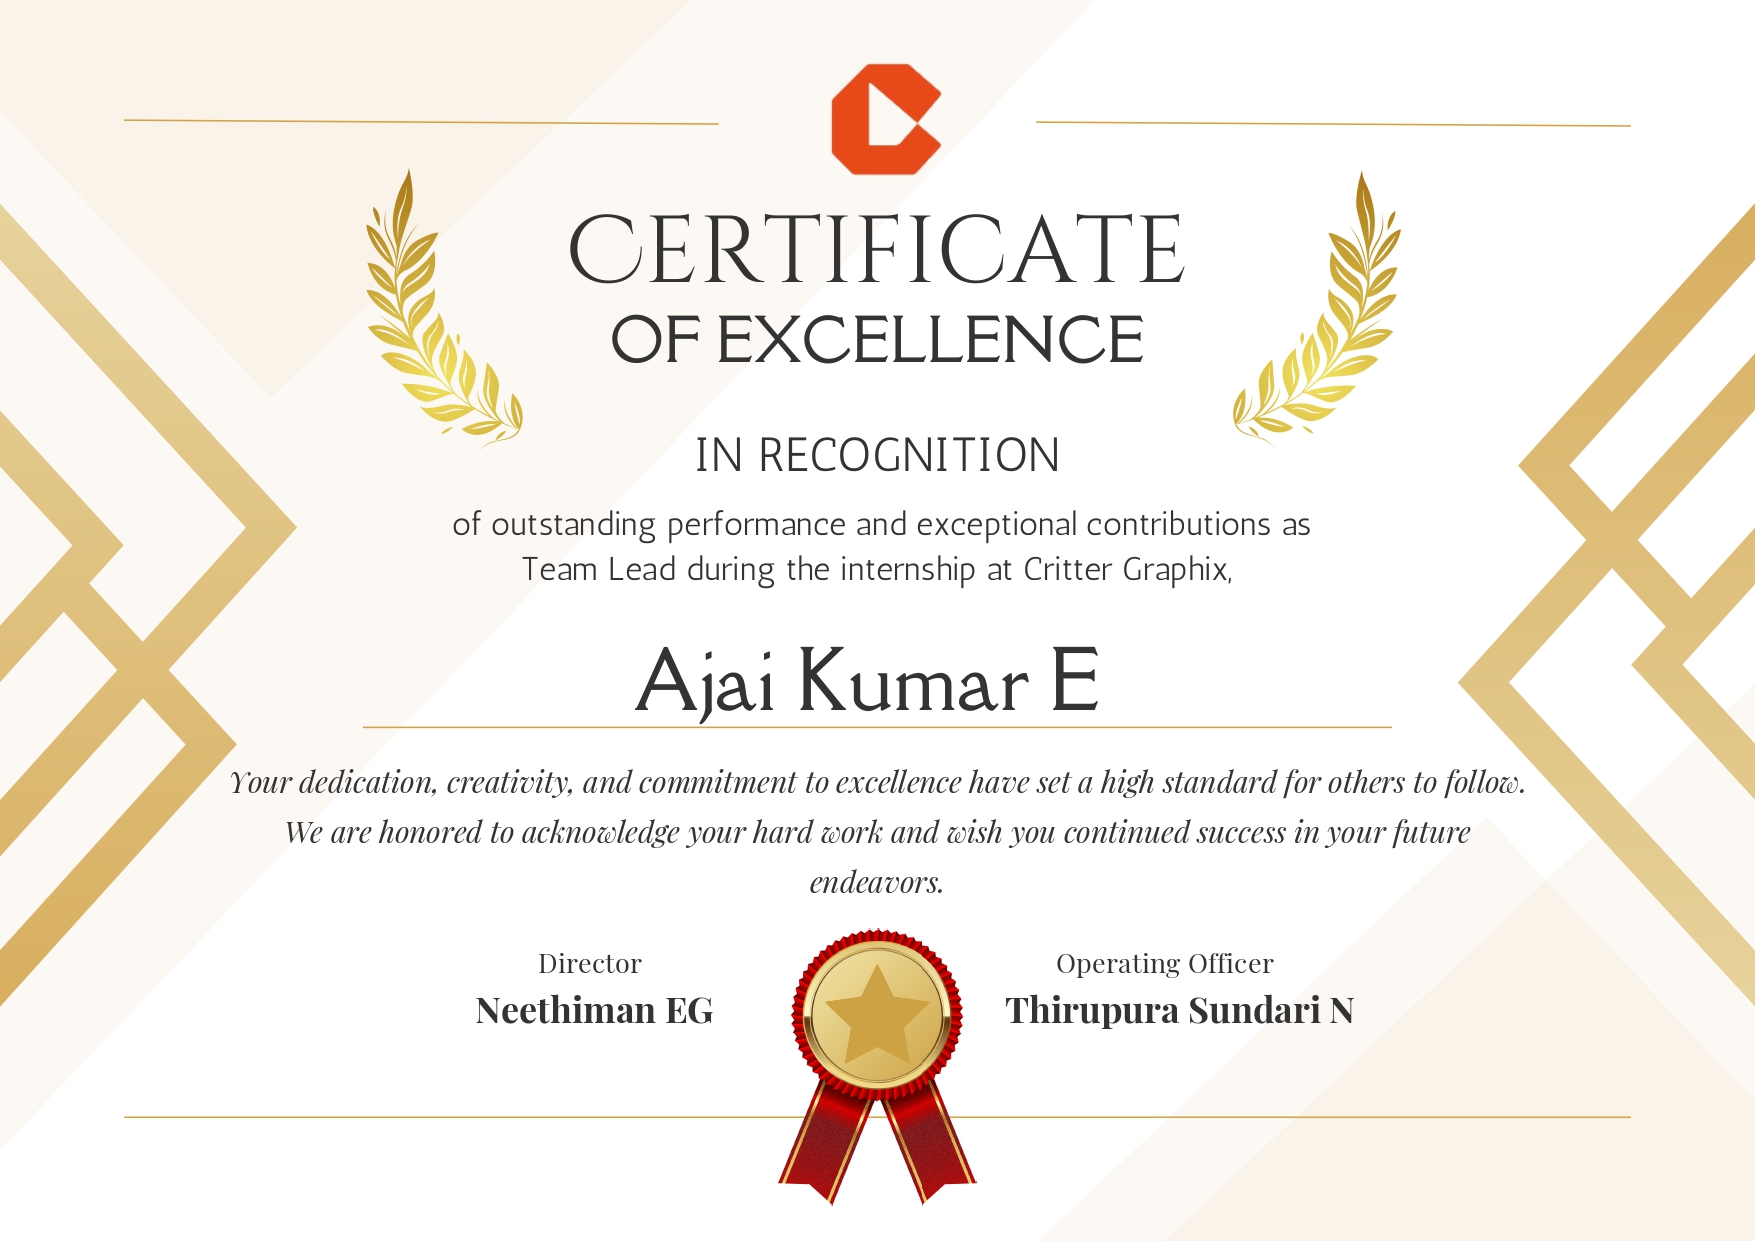 CERTIFICATE
OF EXCELLENCE
IN RECOGNITION
of outstanding performance and exceptional contributions as
Team Lead during the internship at Critter Graphix,
Ajai Kumar E
Your dedication, creativity, and commitment to excellence have set a high standard for others to follow.
We are honored to acknowledge your hard work and wish you continued success in your future
endeavors.
Director
Neethiman EG
Operating Officer
Thirupura Sundari N